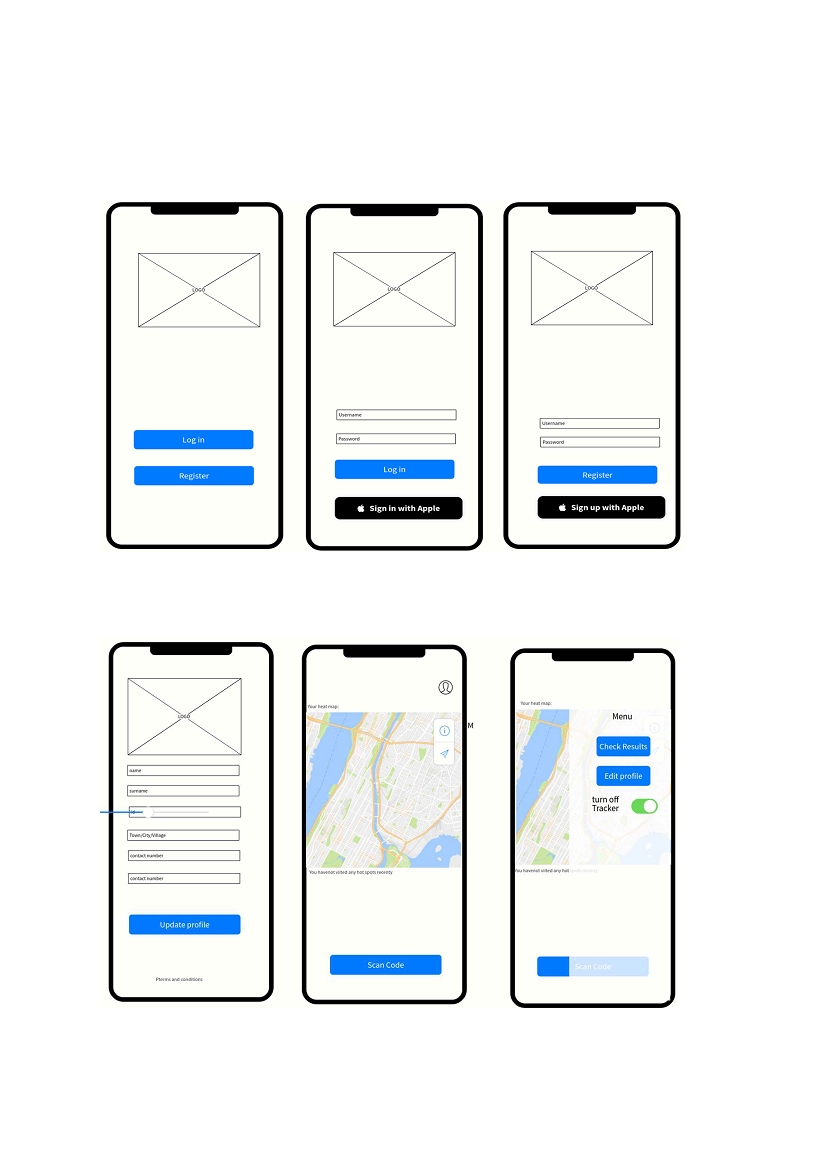 LOGO
Log in
Register
LOGO
Username
Password
Log in
Sign in with Apple
LOGO
Username
Password
Register
Sign up with Apple
LOGO
name
surname
id
Town/City/Village
contact number
contact number
Update profile
Pterms and conditions
Your heat map:
M
You havenot vilted any hot spots recently
Scan Code
Your heat map:
Menu
Check Results
Edit profile
turn off
Tracker
You havenot vilted any hot spots recently
Scan Code